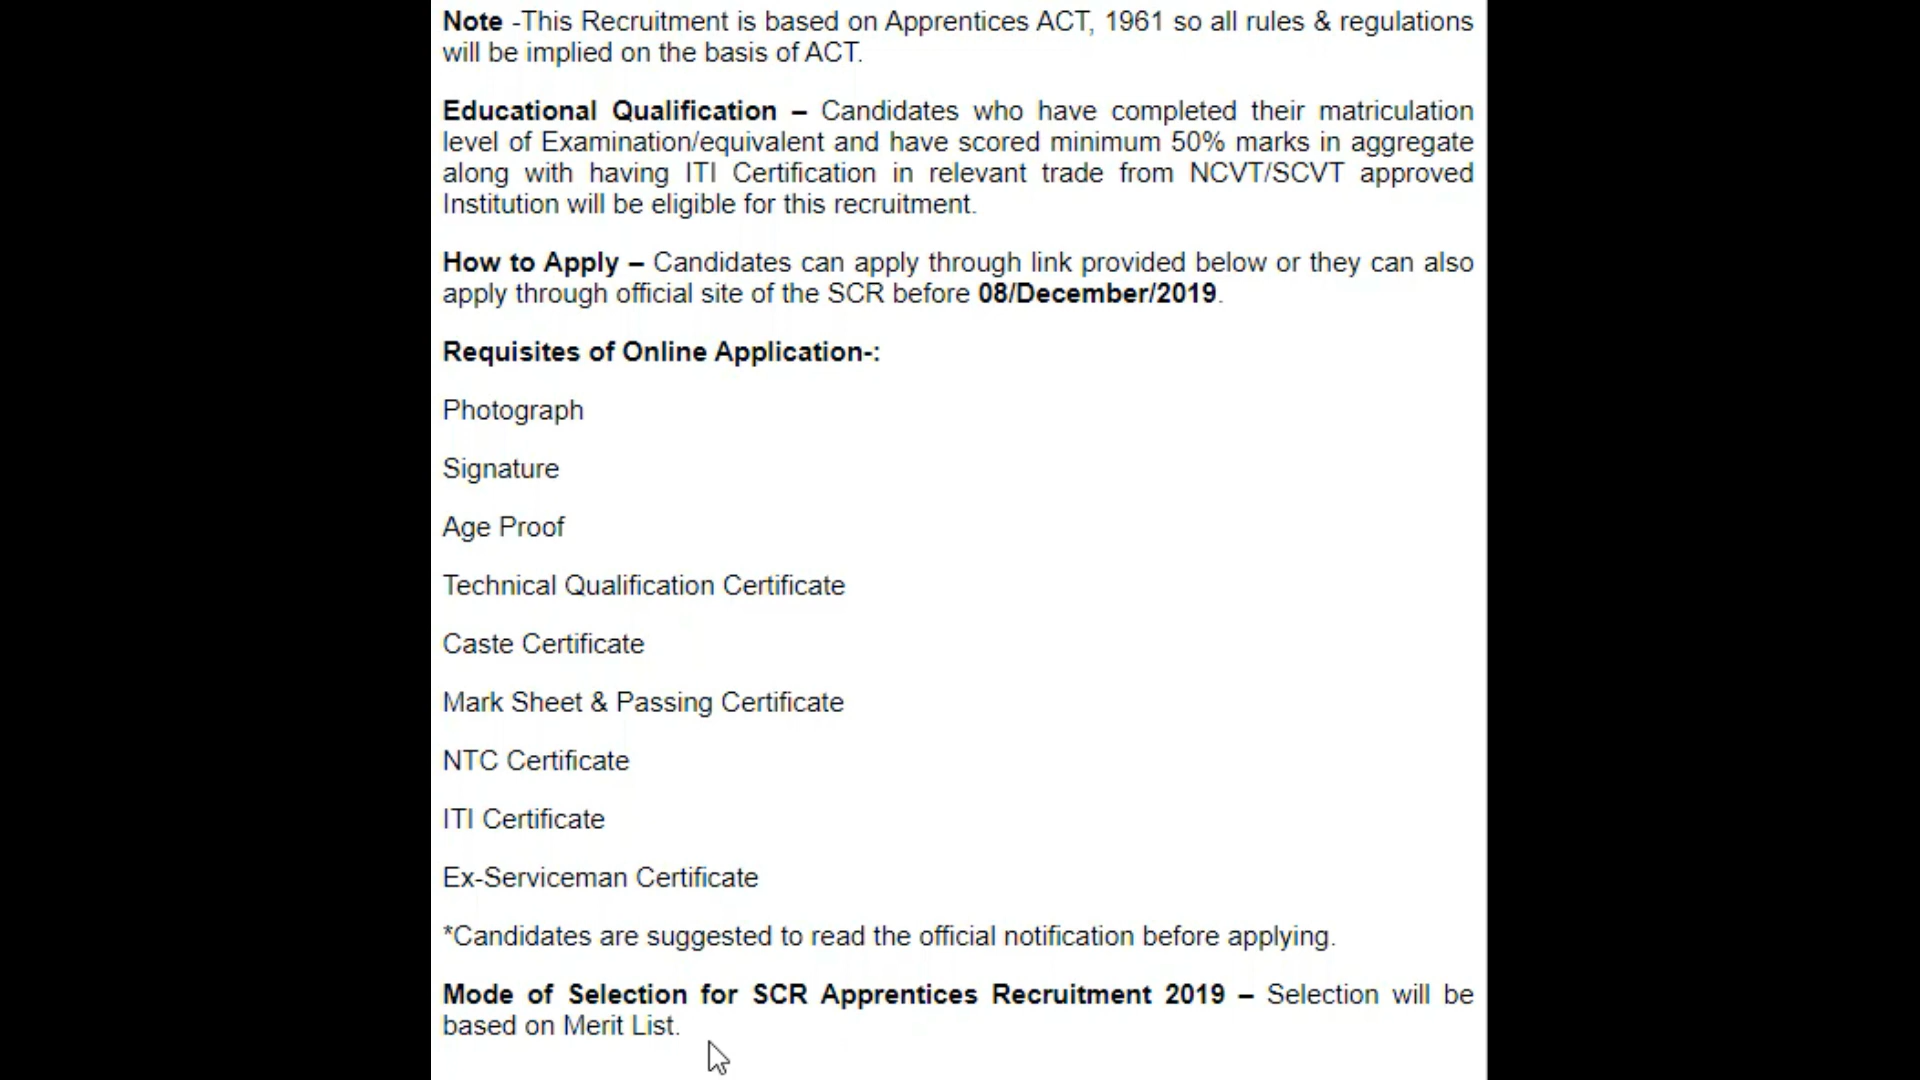 Note -This Recruitment is based on Apprentices ACT, 1961 so all rules & regulations
will be implied on the basis of ACT.
Educational Qualification – Candidates who have completed their matriculation
level of Examination/equivalent and have scored minimum 50% marks in aggregate
along with having ITI Certification in relevant trade from NCVT/SCVT approved
Institution will be eligible for this recruitment.
How to Apply – Candidates can apply through link provided below or they can also
apply through official site of the SCR before 08/December/2019.
Requisites of Online Application-:
Photograph
Signature
Age Proof
Technical Qualification Certificate
Caste Certificate
Mark Sheet & Passing Certificate
NTC Certificate
ITI Certificate
Ex-Serviceman Certificate
*Candidates are suggested to read the official notification before applying.
Mode of Selection for SCR Apprentices Recruitment 2019 – Selection will be
based on Merit List.